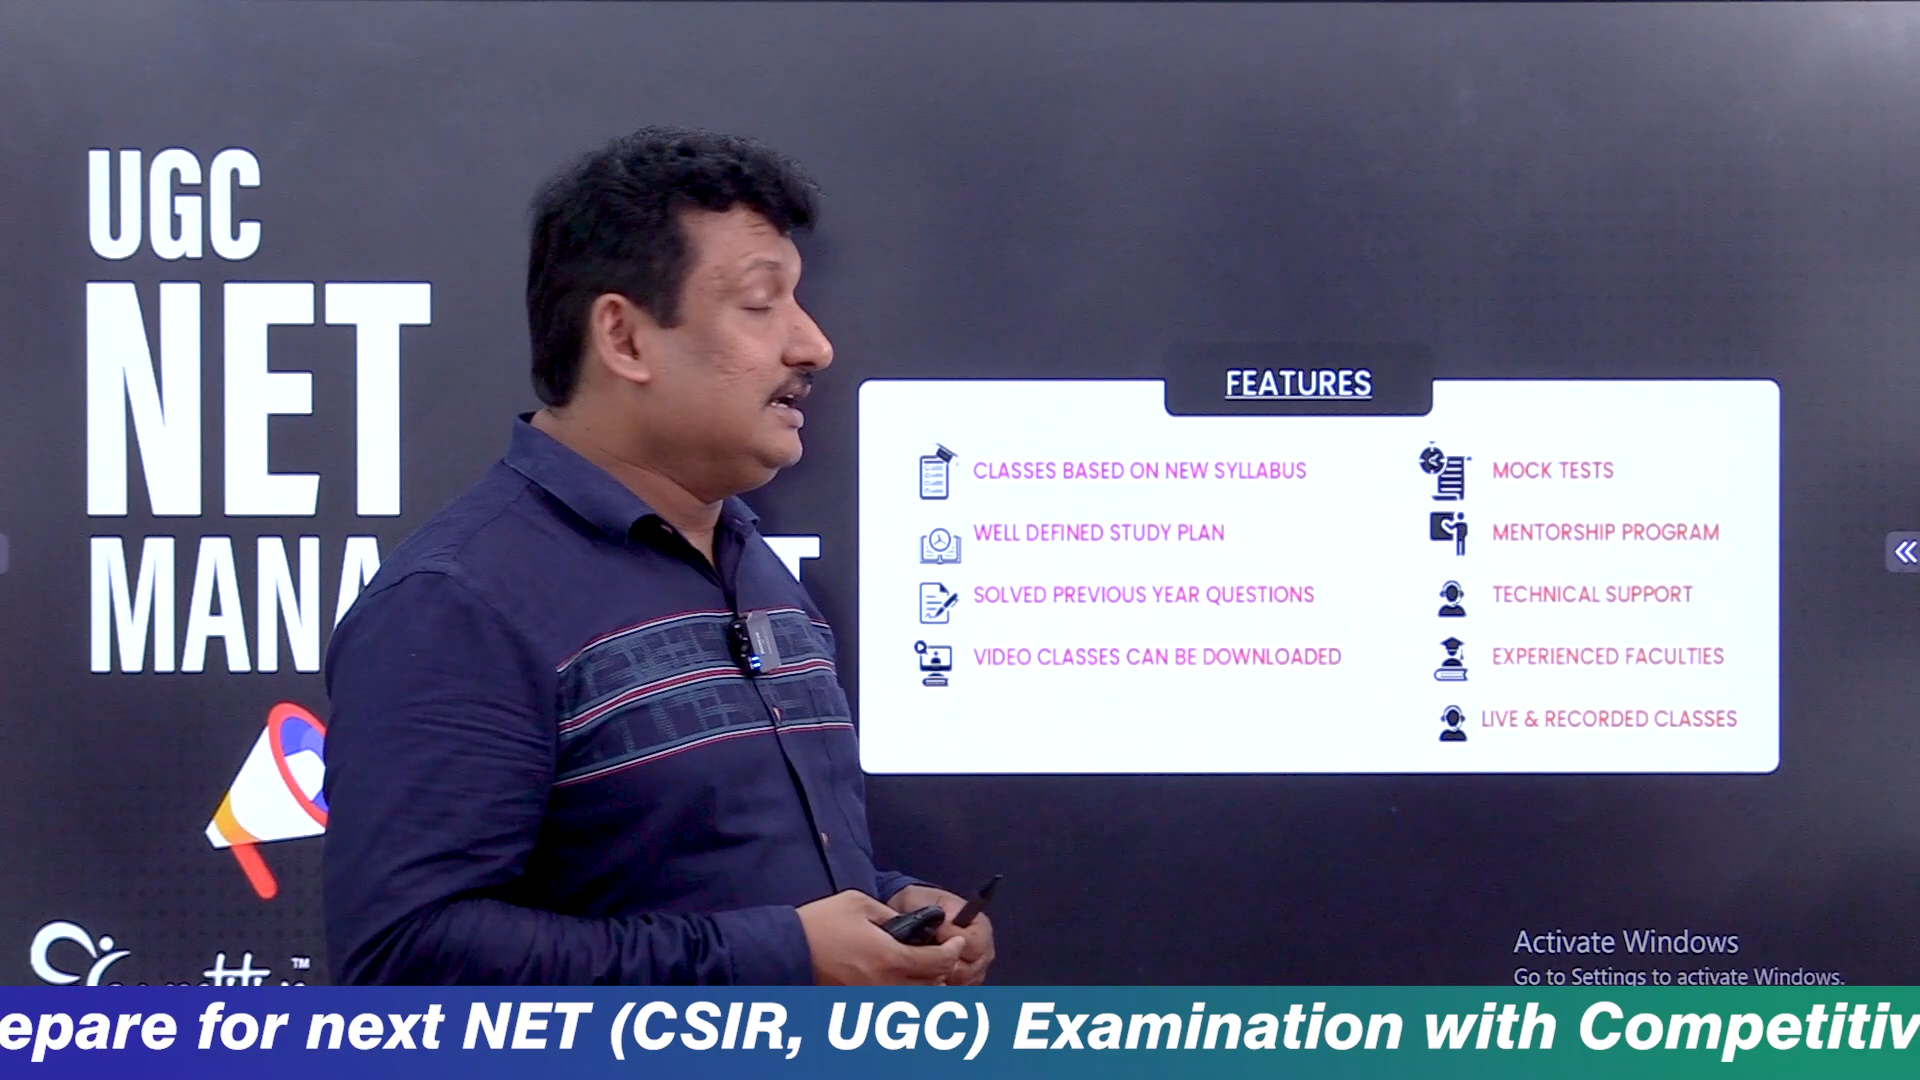 UGC
NET
FEATURES
CLASSES BASED ON NEW SYLLABUS
WELL DEFINED STUDY PLAN
SOLVED PREVIOUS YEAR QUESTIONS
VIDEO CLASSES CAN BE DOWNLOADED
MOCK TESTS
MENTORSHIP PROGRAM
TECHNICAL SUPPORT
EXPERIENCED FACULTIES
LIVE & RECORDED CLASSES
Activate Windows
Go to Settings to activate Windows.
epare for next NET (CSIR, UGC) Examination with Competitiv